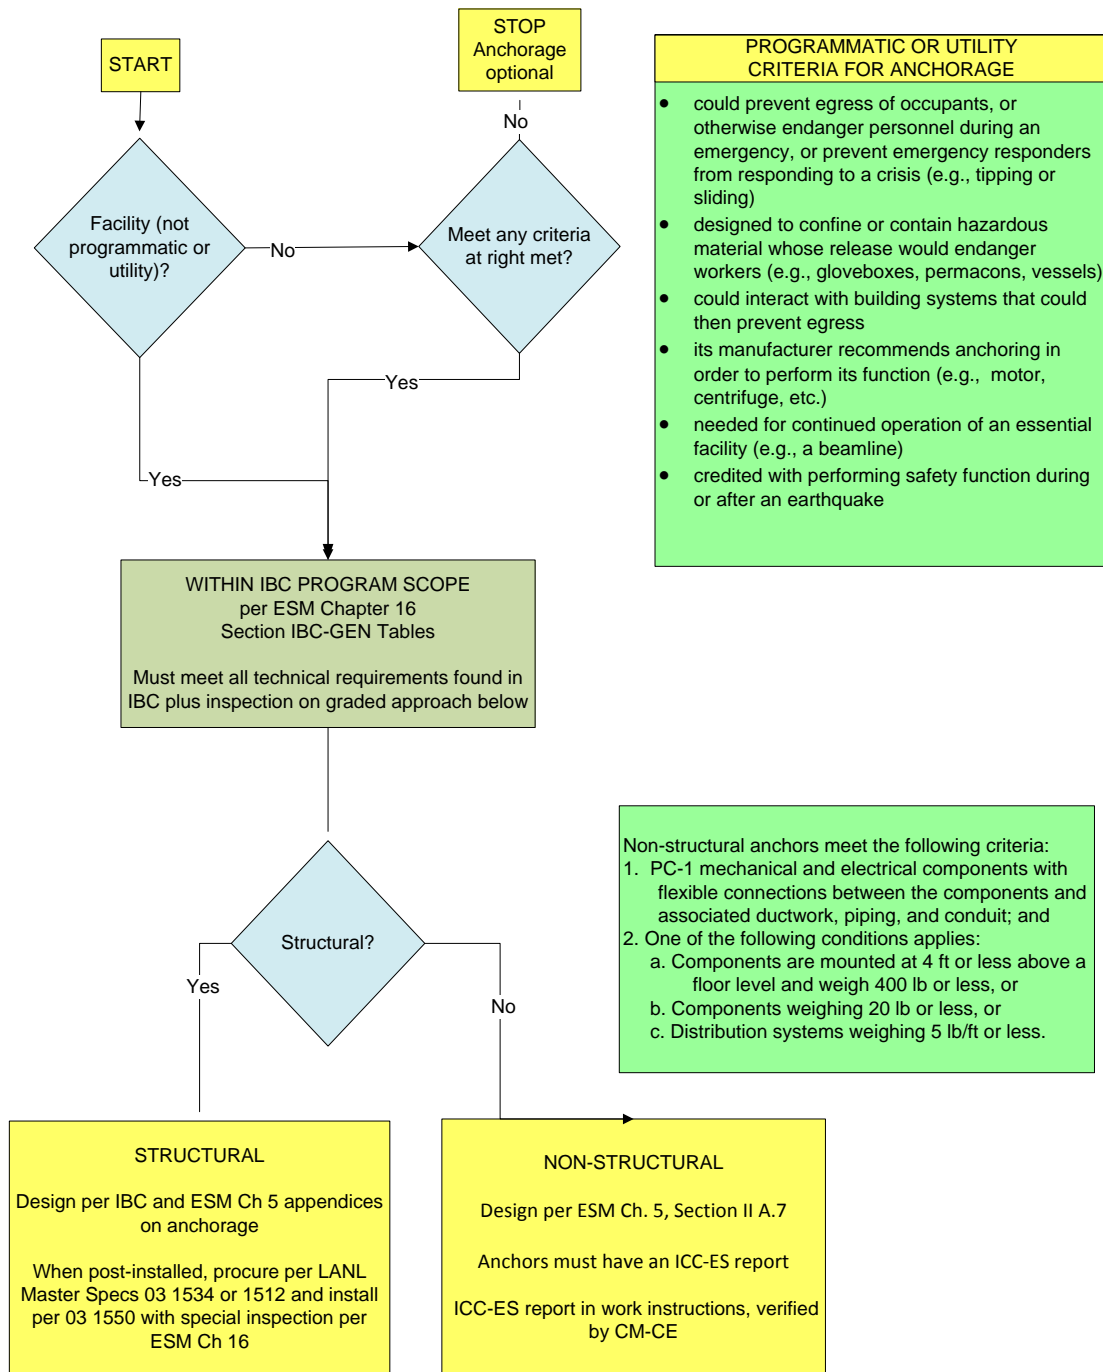 START
STOP
Anchorage
optional
No
Facility (not
programmatic or
utility)?
No
Meet any criteria
at right met?
Yes
Yes
PROGRAMMATIC OR UTILITY
CRITERIA FOR ANCHORAGE
• could prevent egress of occupants, or
otherwise endanger personnel during an
emergency, or prevent emergency responders
from responding to a crisis (e.g., tipping or
sliding)
• designed to confine or contain hazardous
material whose release would endanger
workers (e.g., gloveboxes, permacons, vessels)
• could interact with building systems that could
then prevent egress
• its manufacturer recommends anchoring in
order to perform its function (e.g., motor,
centrifuge, etc.)
• needed for continued operation of an essential
facility (e.g., a beamline)
• credited with performing safety function during
or after an earthquake
WITHIN IBC PROGRAM SCOPE
per ESM Chapter 16
Section IBC-GEN Tables
Must meet all technical requirements found in
IBC plus inspection on graded approach below
Structural?
Yes
No
Non-structural anchors meet the following criteria:
1. PC-1 mechanical and electrical components with
flexible connections between the components and
associated ductwork, piping, and conduit; and
2. One of the following conditions applies:
a. Components are mounted at 4 ft or less above a
floor level and weigh 400 lb or less, or
b. Components weighing 20 lb or less, or
c. Distribution systems weighing 5 lb/ft or less.
STRUCTURAL
Design per IBC and ESM Ch 5 appendices
on anchorage
When post-installed, procure per LANL
Master Specs 03 1534 or 1512 and install
per 03 1550 with special inspection per
ESM Ch 16
NON-STRUCTURAL
Design per ESM Ch. 5, Section II A.7
Anchors must have an ICC-ES report
ICC-ES report in work instructions, verified
by CM-CE